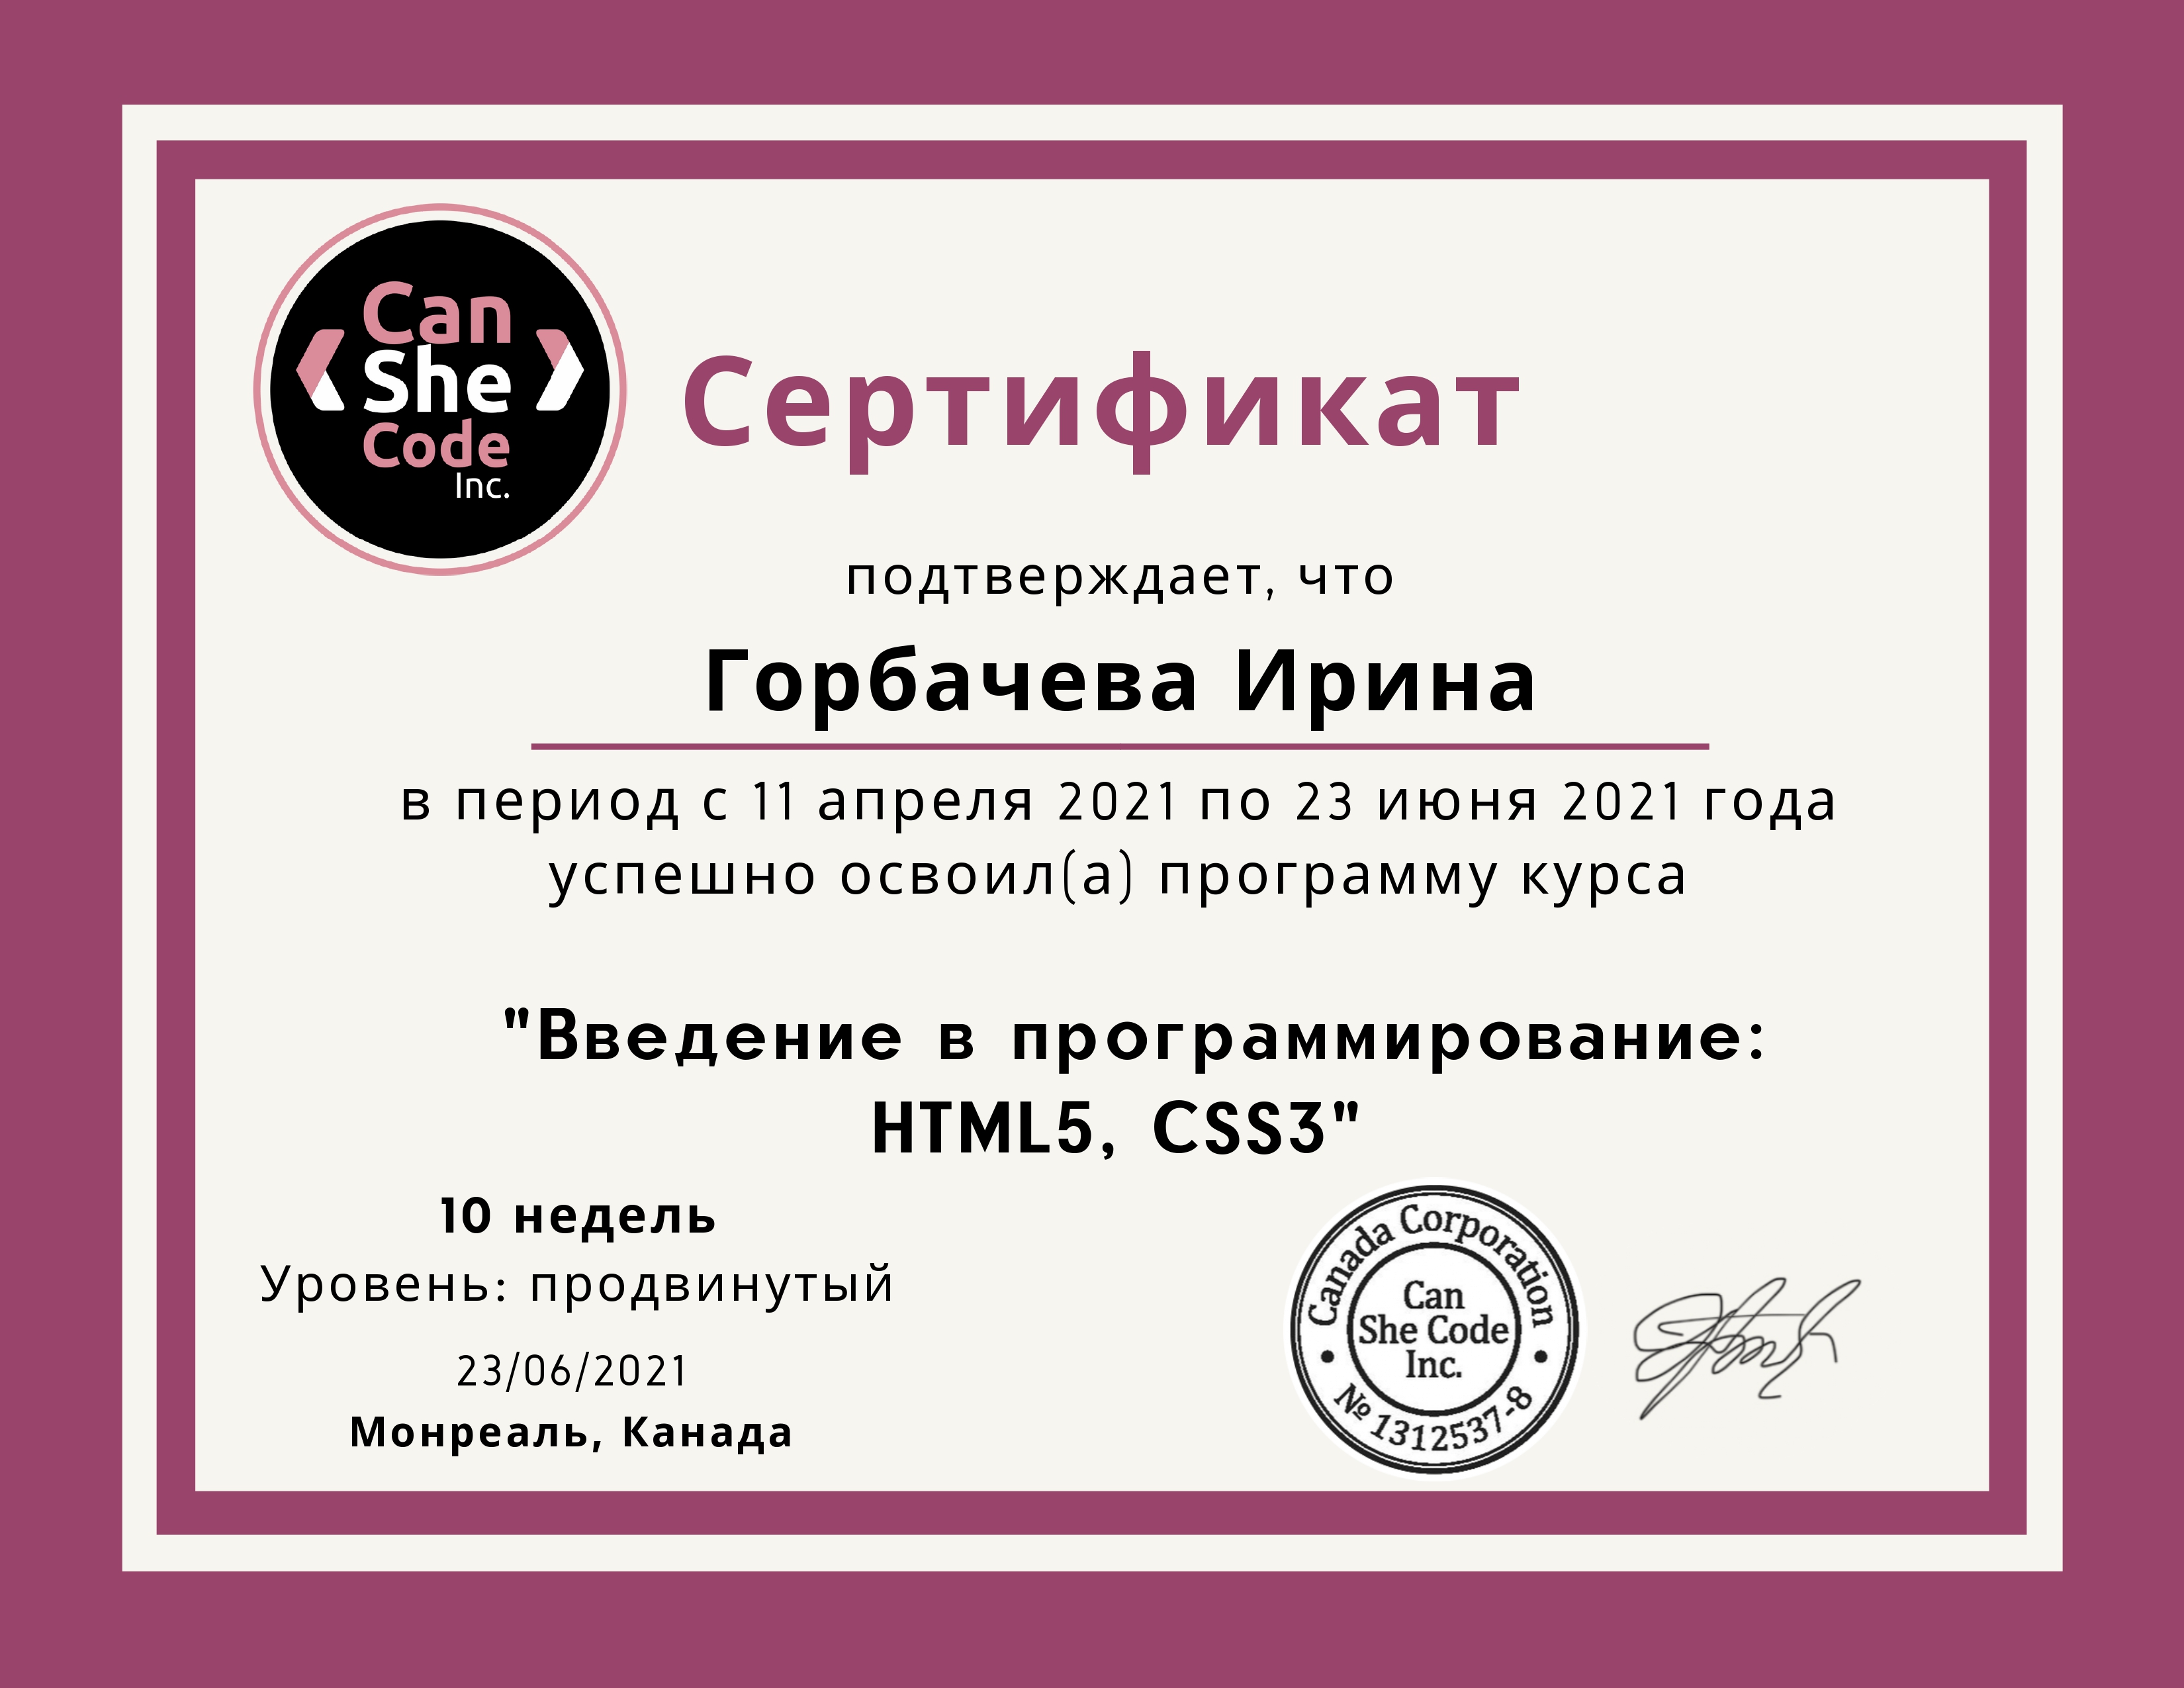 Can
She
Code
Inc.
Сертификат
подтверждает, что
Горбачева Ирина
в период с 11 апреля 2021 по 23 июня 2021 года
успешно освоил(а) программу курса
"Введение в программирование:
HTML5, CSS3"
10 недель
Уровень: продвинутый
23/06/2021
Монреаль, Канада
Canada Corporation
Can
She Code
Inc.
№ 1312537-8